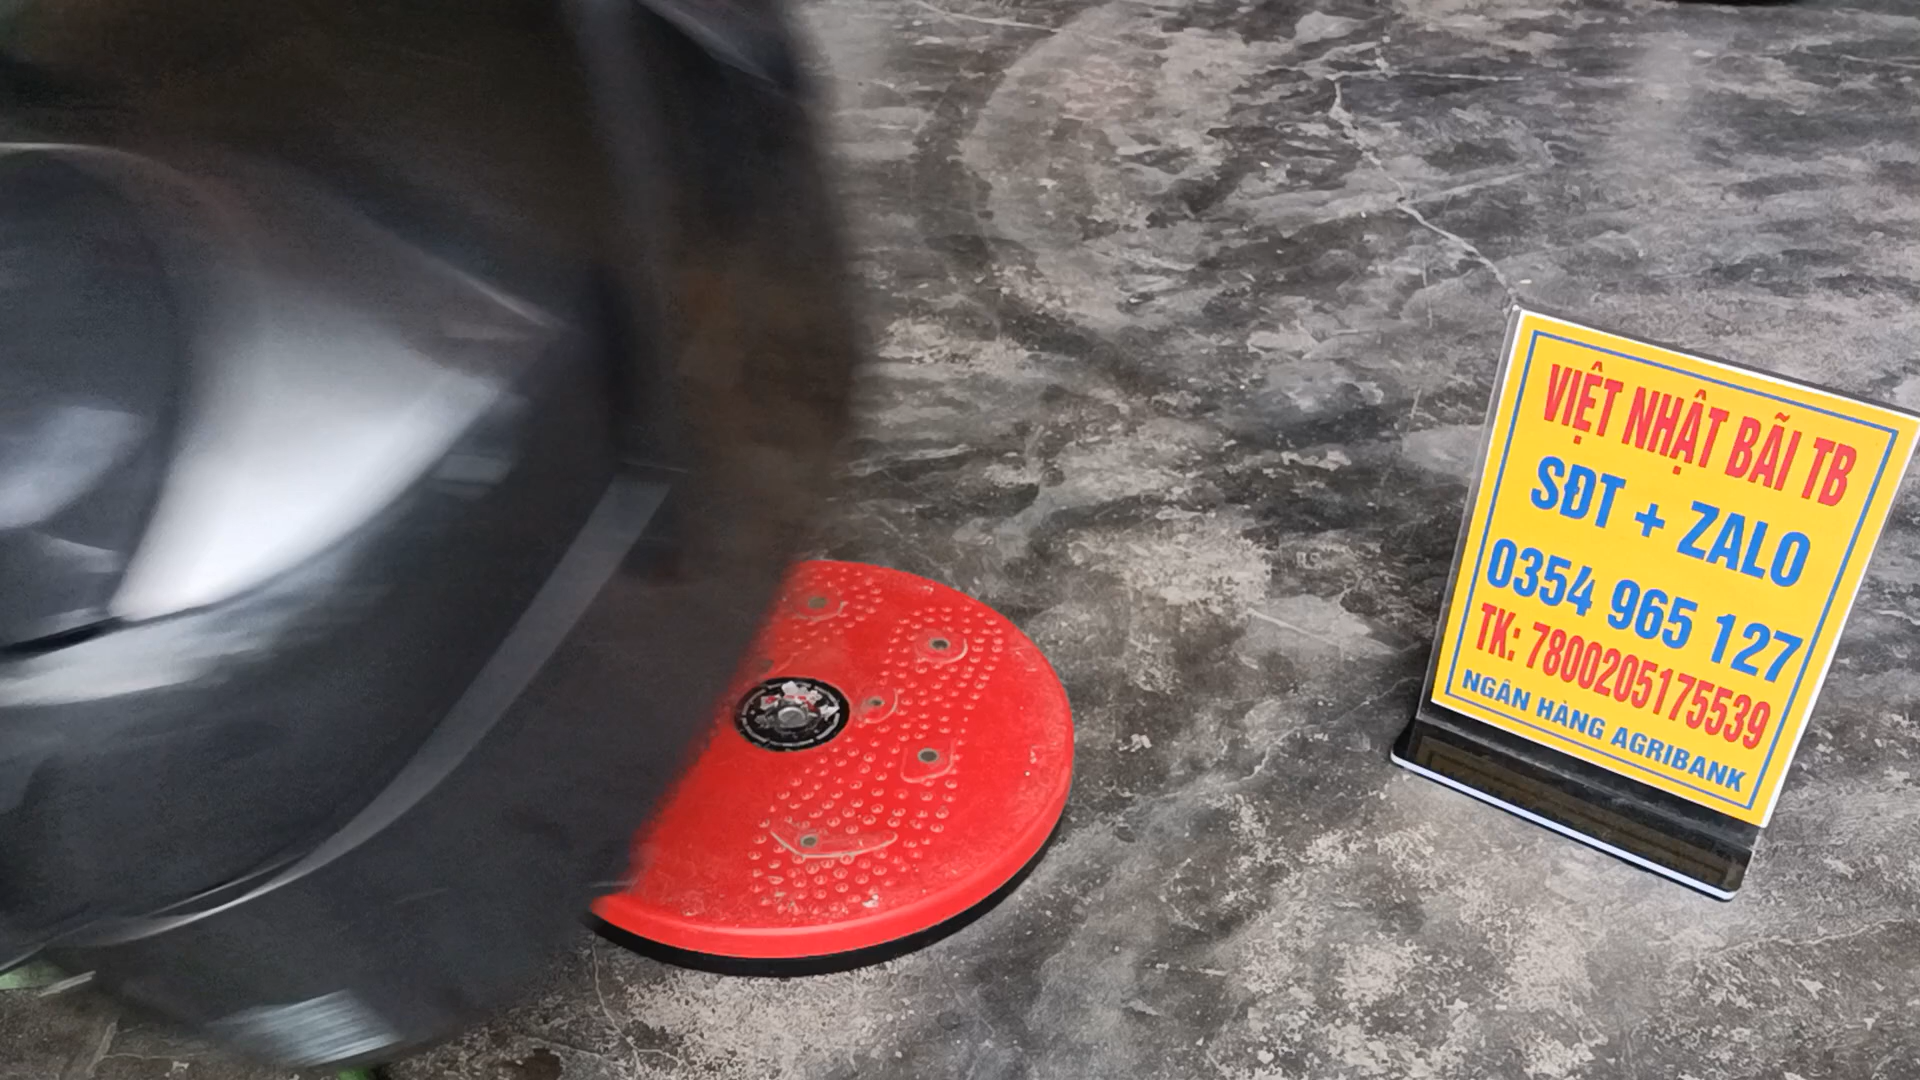 VIỆT NHẬT BÃI TB
SĐT + ZALO
0354 965 127
TK: 7800205175539
NGÂN HÀNG AGRIBANK